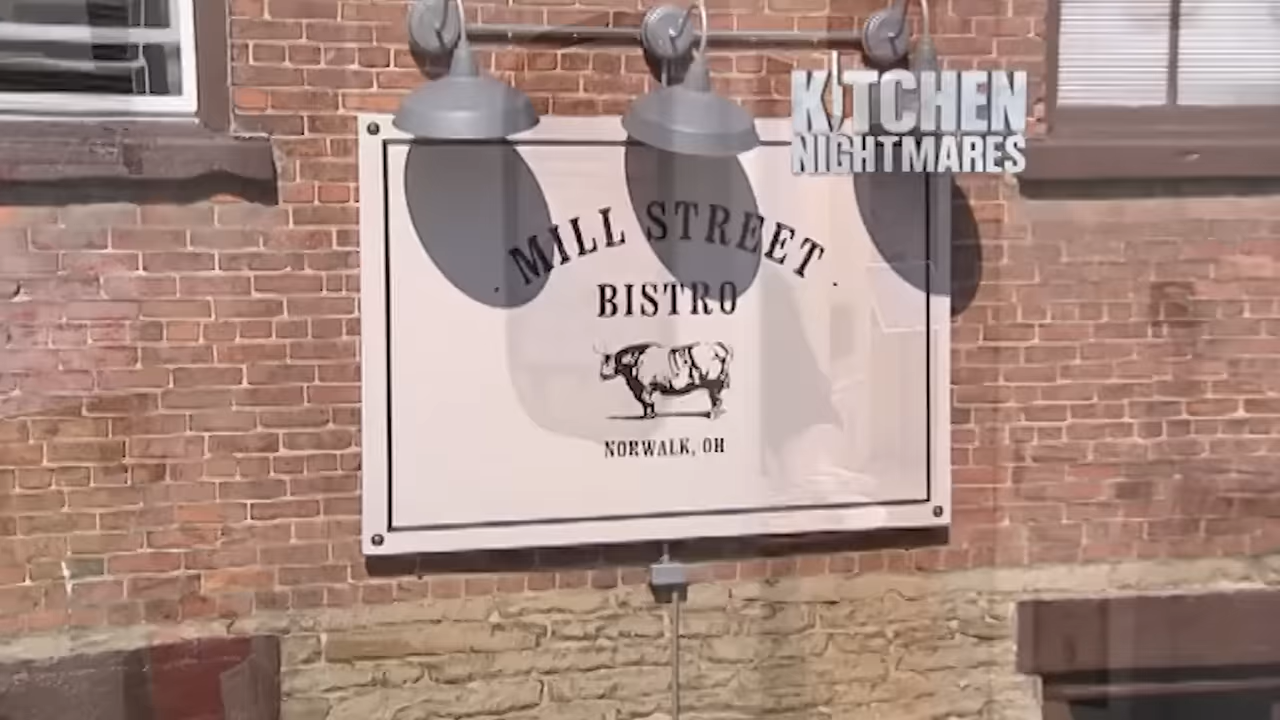 KITCHEN
NIGHTMARES
MILL STREET
BISTRO
NORWALK, OH